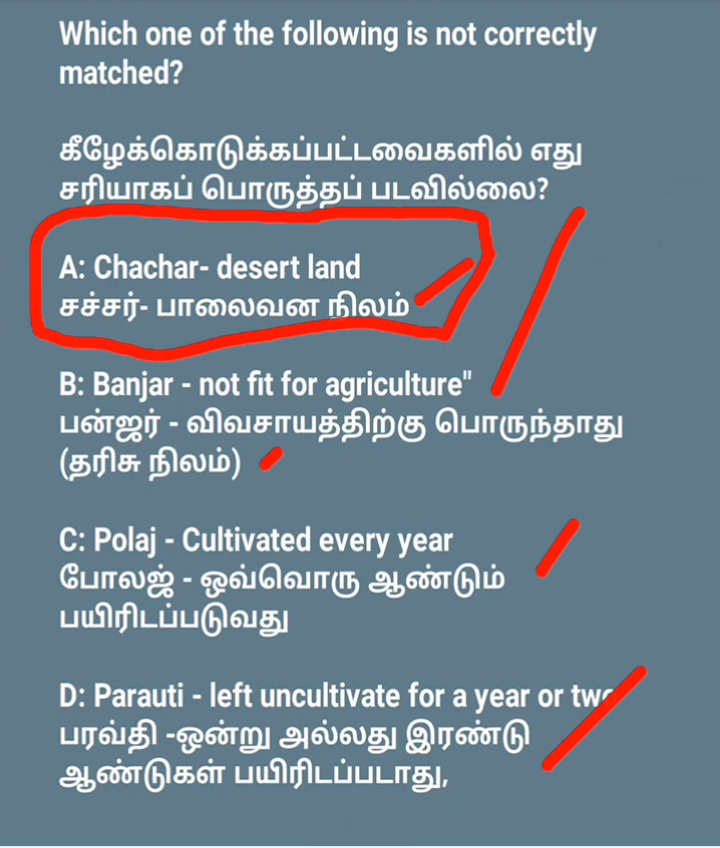 Which one of the following is not correctly
matched?
கீழேக்கொடுக்கப்பட்டவைகளில் எது
சரியாகப் பொருத்தப் படவில்லை?
A: Chachar- desert land
சச்சர்- பாலைவன நிலம்
B: Banjar - not fit for agriculture"
பன்ஜர் - விவசாயத்திற்கு பொருந்தாது
(தரிசு நிலம்)
C: Polaj - Cultivated every year
போலஜ் - ஒவ்வொரு ஆண்டும்
பயிரிடப்படுவது
D: Parauti - left uncultivate for a year or two
பரவ்தி -ஒன்று அல்லது இரண்டு
ஆண்டுகள் பயிரிடப்படாது,